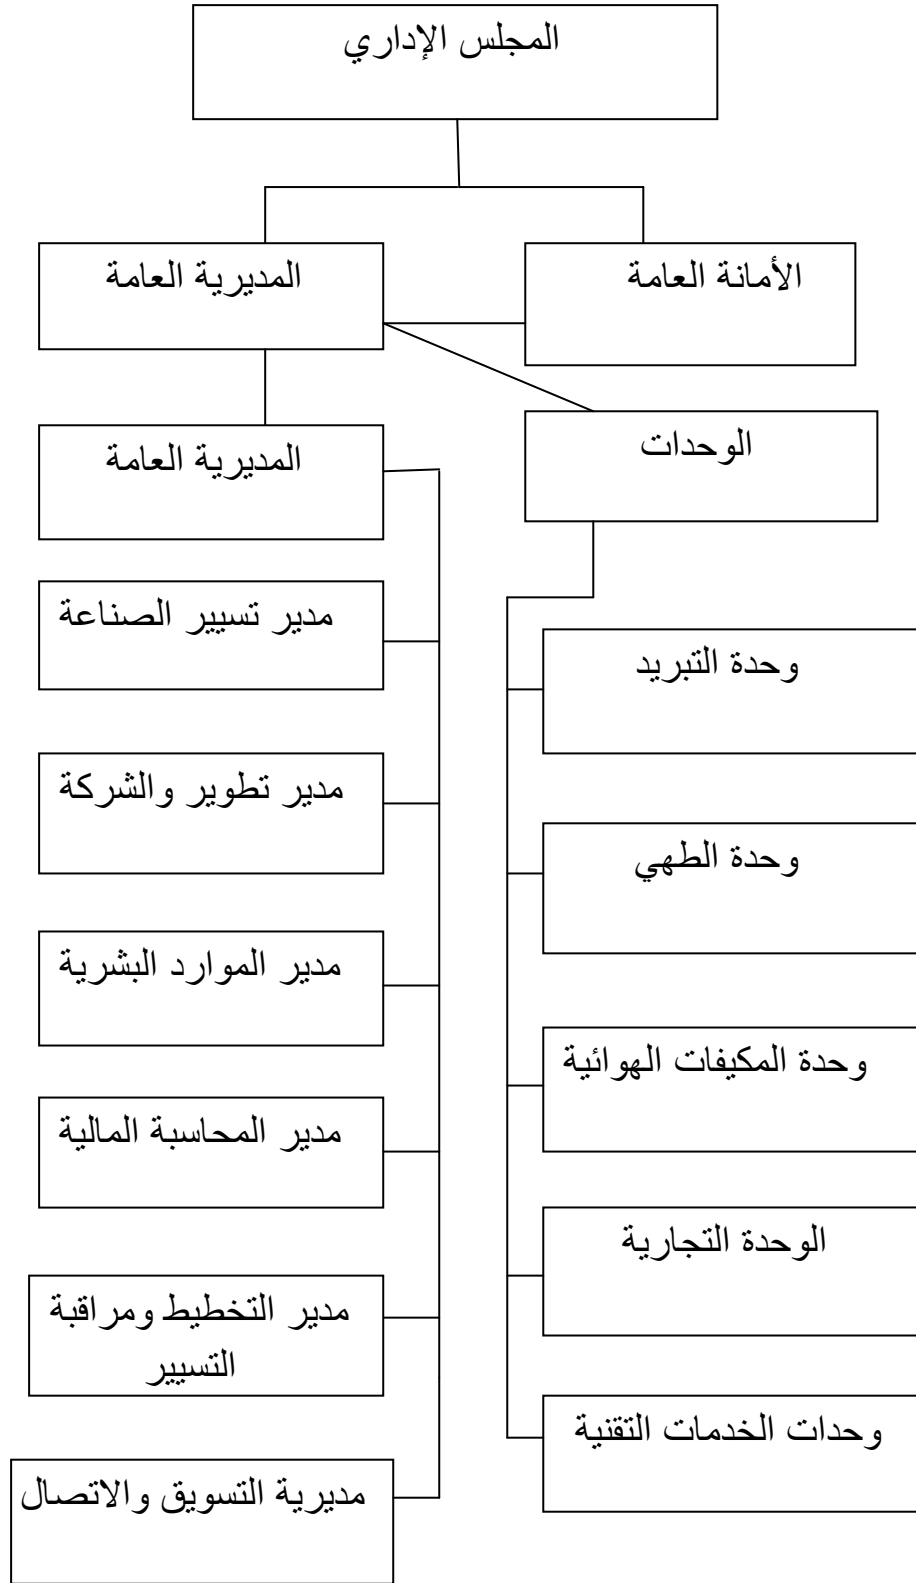 المجلس الإداري
الأمانة العامة
المديرية العامة
الوحدات
المديرية العامة
مدير تسيير الصناعة
مدير تطوير والشركة
مدير الموارد البشرية
مدير المحاسبة المالية
مدير التخطيط ومراقبة
التسيير
مديرية التسويق والاتصال
وحدة التبريد
وحدة الطهي
وحدة المكيفات الهوائية
الوحدة التجارية
وحدات الخدمات التقنية